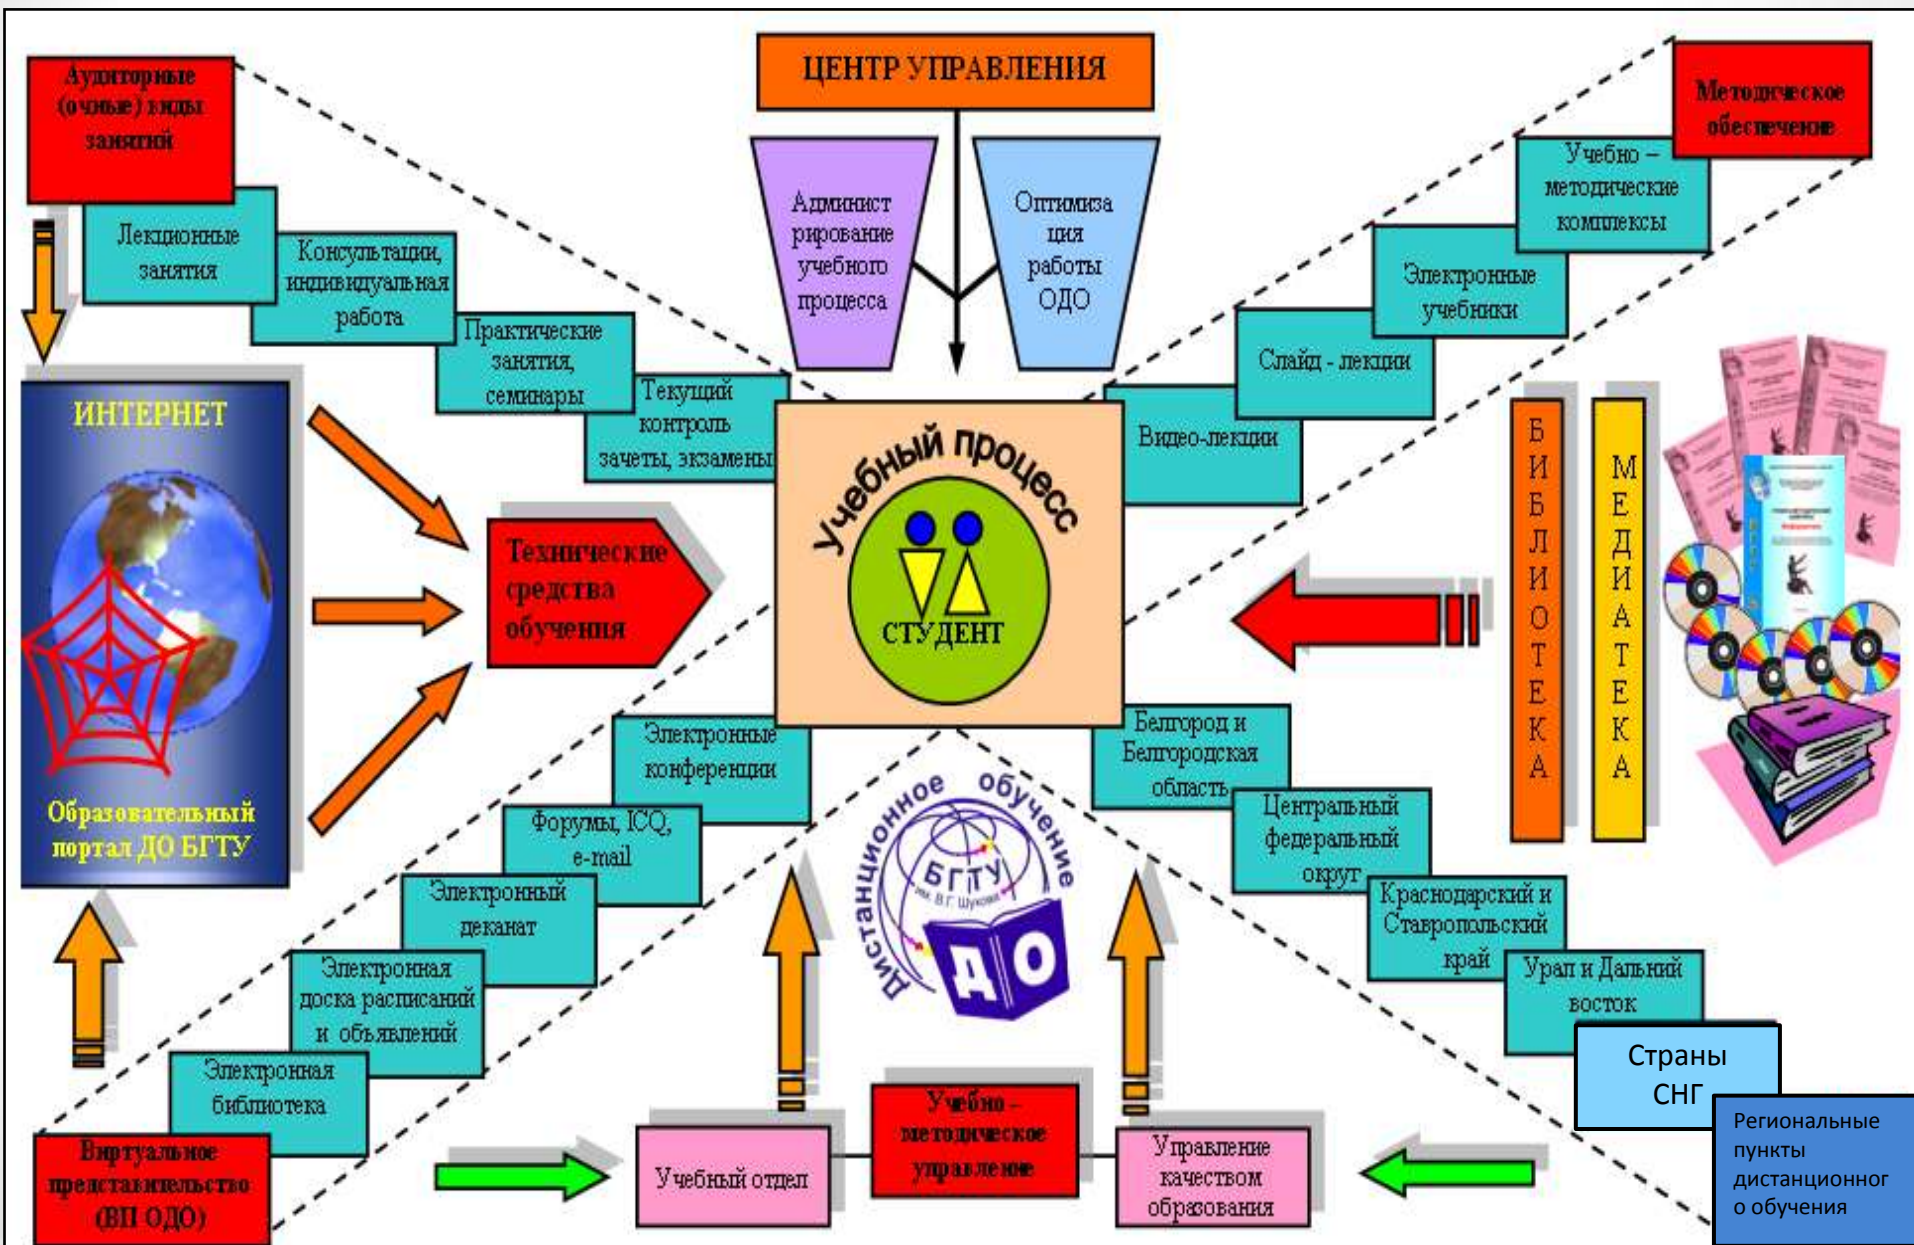 ЦЕНТР УПРАВЛЕНИЯ
Админист
рирование
учебного
процесса
Оптимиза
ция
работы
ОДО
Аудиторные
(очные) виды
занятий
Лекционные
занятия
Консультации,
индивидуальная
работа
Практические
занятия,
семинары
Текущий
контроль
зачеты, экзамены
Методическое
обеспечение
Учебно –
методические
комплексы
Электронные
учебники
Слайд - лекции
Видео-лекции
ИНТЕРНЕТ
Образовательный
портал ДО БГТУ
Технические
средства
обучения
Учебный процесс
СТУДЕНТ
БИБЛИОТЕКА
МЕДИАТЕКА
Электронные
конференции
Форумы, ICQ,
e-mail
Электронный
деканат
Электронная
доска расписаний
и объявлений
Электронная
библиотека
Виртуальное
представительство
(ВП ОДО)
Дистанционное обучение
БГТУ
им. В.Г. Шухова
ДО
Белгород и
Белгородская
область
Центральный
федеральный
округ
Краснодарский и
Ставропольский
край
Урал и Дальний
восток
Страны
СНГ
Региональные
пункты
дистанционног
о обучения
Учебный отдел
Учебно –
методическое
управление
Управление
качеством
образования